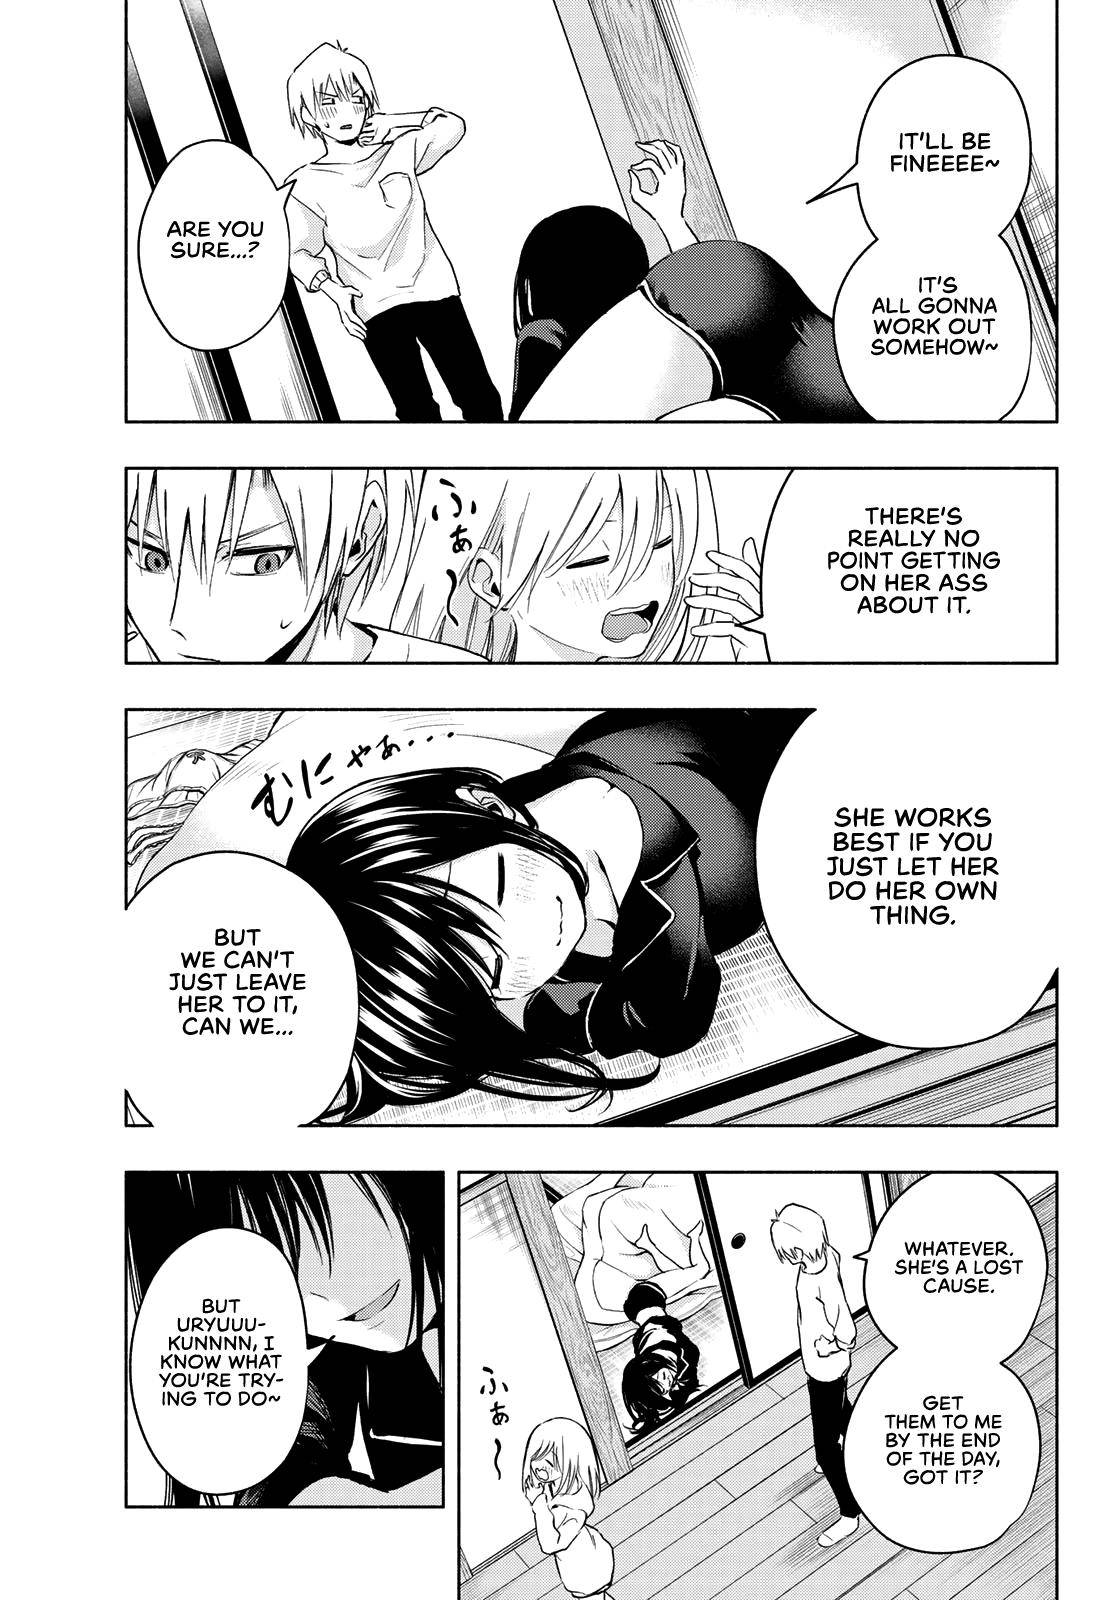 IT'LL BE
FINEEEE~
IT'S
ALL GONNA
WORK OUT
SOMEHOW~
ARE YOU
SURE...?
THERE'S
REALLY NO
POINT GETTING
ON HER ASS
ABOUT IT.
ふぁ〜
SHE WORKS
BEST IF YOU
JUST LET HER
DO HER OWN
THING.
むにゃぁ・・・
BUT
WE CAN'T
JUST LEAVE
HER TO IT,
CAN WE...
WHATEVER.
SHE'S A LOST
CAUSE.
GET
THEM TO ME
BY THE END
OF THE DAY,
GOT IT?
ふぁ〜
BUT
URYUUU-
KUNNNN, I
KNOW WHAT
YOU'RE TRY-
ING TO DO~